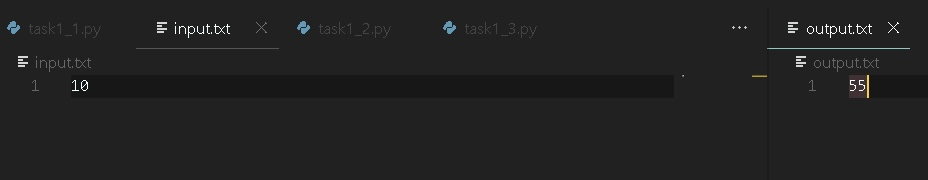 task1_1.py input.txt task1_2.py task1_3.py ... output.txt
input.txt output.txt
1 10 1 55